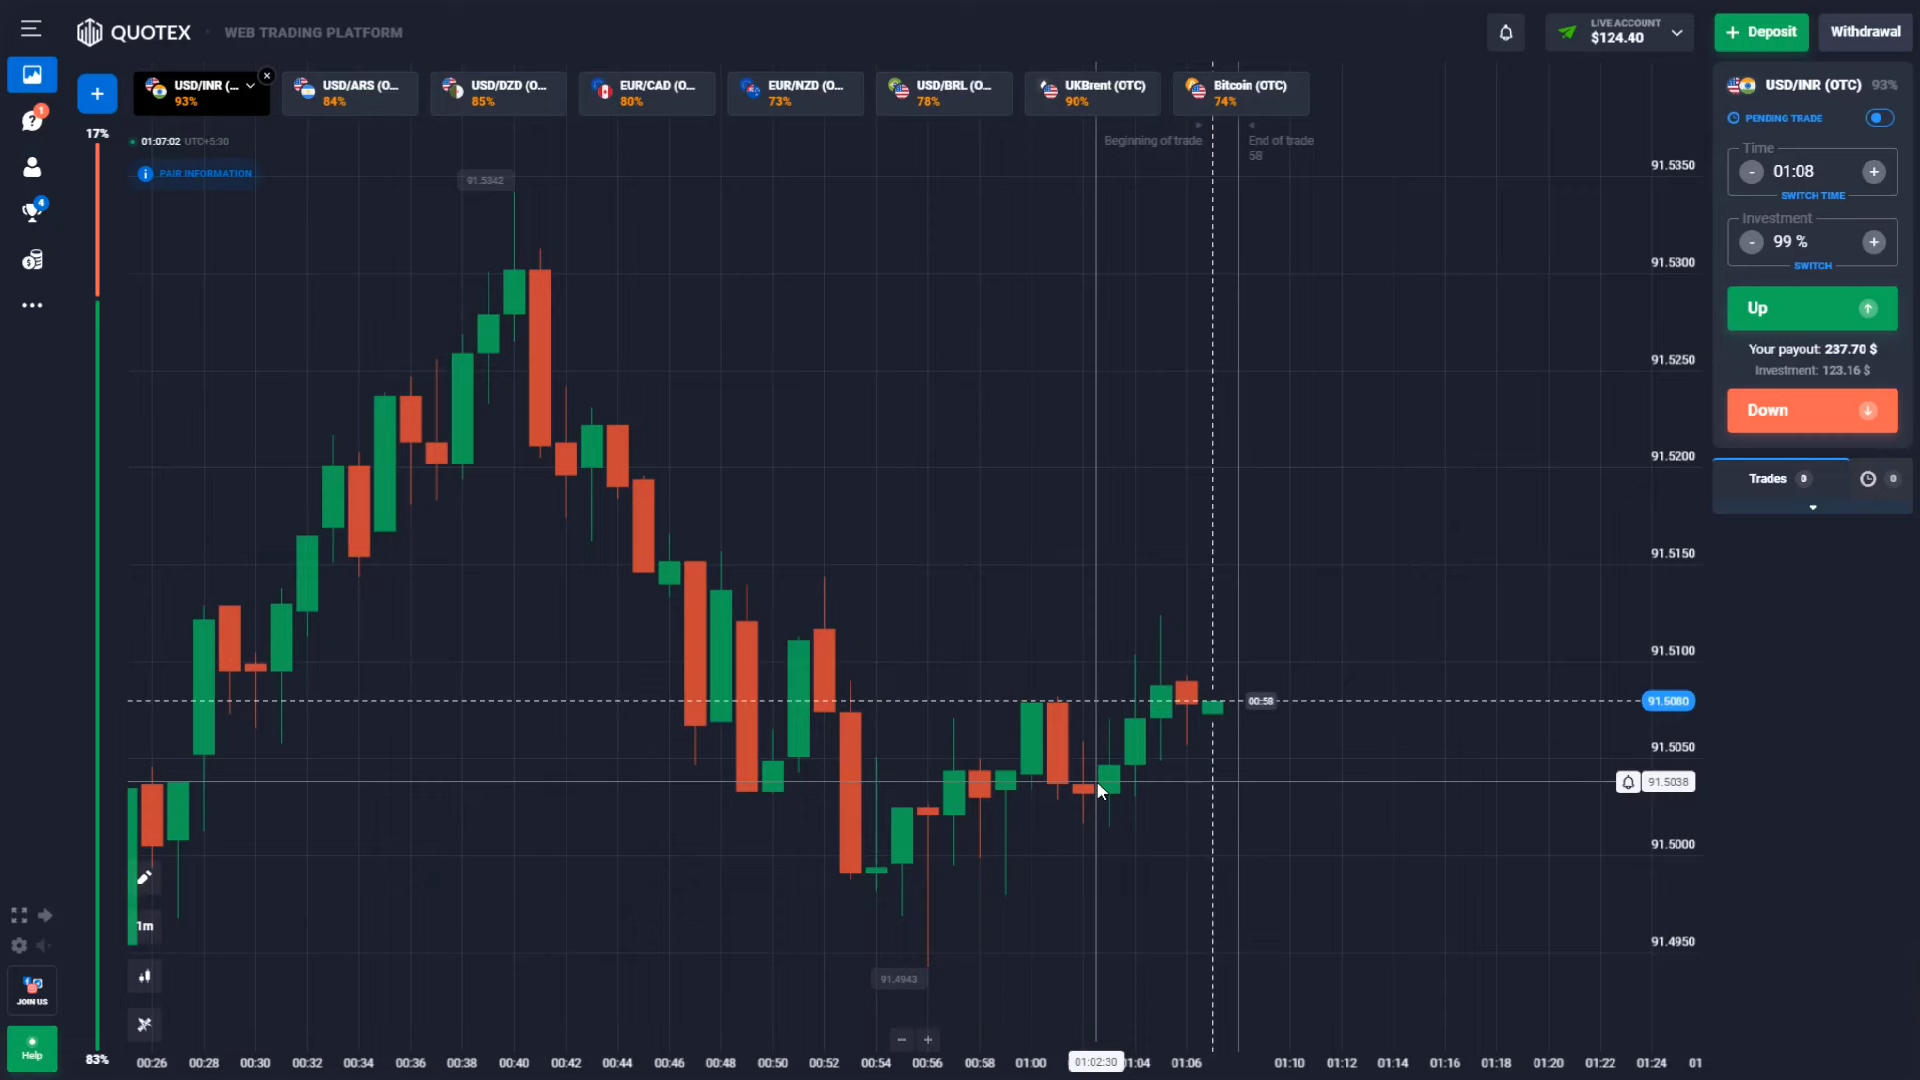 QUOTEX
WEB TRADING PLATFORM
LIVE ACCOUNT
$124.40
+ Deposit
Withdrawal
+
USD/INR (...
93%
USD/ARS (O...
84%
USD/DZD (O...
85%
EUR/CAD (O...
80%
EUR/NZD (O...
73%
USD/BRL (O...
78%
UKBrent (OTC)
90%
Bitcoin (OTC)
74%
1
4
17%
83%
01:07:02 UTC+5:30
PAIR INFORMATION
Beginning of trade
End of trade
58
91.5342
91.4943
00:58
91.5350
91.5300
91.5250
91.5200
91.5150
91.5100
91.5080
91.5050
91.5038
91.5000
91.4950
1m
JOIN US
Help
- +
00:26 00:28 00:30 00:32 00:34 00:36 00:38 00:40 00:42 00:44 00:46 00:48 00:50 00:52 00:54 00:56 00:58 01:00 01:02:30 01:04 01:06 01:10 01:12 01:14 01:16 01:18 01:20 01:22 01:24 01
USD/INR (OTC) 93%
PENDING TRADE
Time
- 01:08 +
SWITCH TIME
Investment
- 99 % +
SWITCH
Up
Your payout: 237.70 $
Investment: 123.16 $
Down
Trades 0
0